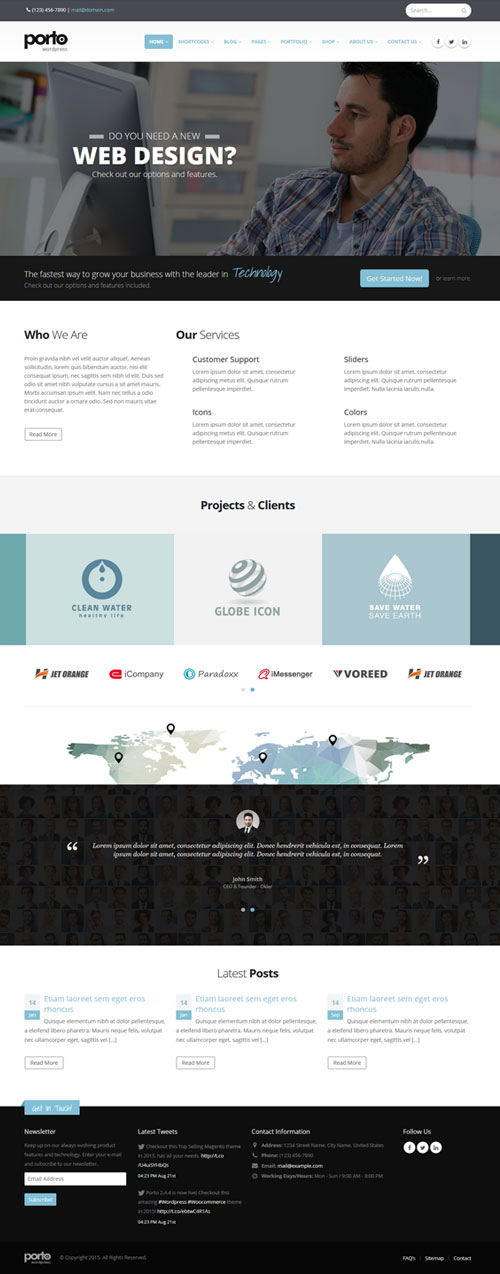 (123) 456-7890 | mail@domain.com
Search...
porto
wordpress
HOME SHORTCODES BLOG PAGES PORTFOLIO SHOP ABOUT US CONTACT US
DO YOU NEED A NEW
WEB DESIGN?
Check out our options and features.
The fastest way to grow your business with the leader in Technology
Check out our options and features included.
Get Started Now!
or learn more.
Who We Are
Proin gravida nibh vel velit auctor aliquet. Aenean
sollicitudin, lorem quis bibendum auctor, nisi elit
consequat ipsum, nec sagittis sem nibh id elit. Duis sed
odio sit amet nibh vulputate cursus a sit amet mauris.
Morbi accumsan ipsum velit. Nam nec tellus a odio
tincidunt auctor a ornare odio. Sed non mauris vitae
erat consequat.
Read More
Our Services
Customer Support
Lorem ipsum dolor sit amet, consectetur
adipiscing metus elit. Quisque rutrum
pellentesque imperdiet.
Sliders
Lorem ipsum dolor sit amet, consectetur
adipiscing elit. Quisque rutrum pellentesque
imperdiet. Nulla lacinia iaculis nulla.
Icons
Lorem ipsum dolor sit amet, consectetur
adipiscing metus elit. Quisque rutrum
pellentesque imperdiet.
Colors
Lorem ipsum dolor sit amet, consectetur
adipiscing elit. Quisque rutrum pellentesque
imperdiet. Nulla lacinia iaculis nulla.
Projects & Clients
CLEAN WATER
healthy life
GLOBE ICON
SAVE WATER
SAVE EARTH
JET ORANGE
iCompany
Paradoxx
iMessenger
VOREED
JET ORANGE
“ Lorem ipsum dolor sit amet, consectetur adipiscing elit. Donec hendrerit vehicula est, in consequat. Donec hendrerit vehicula est, in consequat.
ipsum dolor sit amet, consectetur adipiscing elit. Donec hendrerit vehicula est, in consequat. ”
John Smith
CEO & Founder - Okler
Latest Posts
14
Jan
Etiam laoreet sem eget eros
rhoncus
Quisque elementum nibh at dolor pellentesque,
a eleifend libero pharetra. Mauris neque felis, volutpat
nec ullamcorper eget, sagittis vel [...]
Read More
14
Jan
Etiam laoreet sem eget eros
rhoncus
Quisque elementum nibh at dolor pellentesque,
a eleifend libero pharetra. Mauris neque felis, volutpat
nec ullamcorper eget, sagittis vel [...]
Read More
14
Sep
Etiam laoreet sem eget eros
rhoncus
Quisque elementum nibh at dolor pellentesque,
a eleifend libero pharetra. Mauris neque felis, volutpat
nec ullamcorper eget, sagittis vel [...]
Read More
Get in Touch!
Newsletter
Keep up on our always evolving product
features and technology. Enter your e-mail
and subscribe to our newsletter.
Email Address
Subscribe!
Latest Tweets
Checkout this Top Selling Magento theme
in 2015, has all your needs. http://t.co
/U4uiSYHbQs
04:23 PM Aug 21st
Porto 2.4.4 is now live! Checkout this
amazing #Wordpress #Woocommerce theme
in 2015! http://t.co/ebtwC4R1As
04:23 PM Aug 21st
Contact Information
Address: 1234 Street Name, City Name, United States
Phone: (123) 456-7890
Email: mail@example.com
Working Days/Hours: Mon - Sun / 9:00 AM - 8:00 PM
Follow Us
porto
wordpress
© Copyright 2015. All Rights Reserved.
FAQ's | Sitemap | Contact